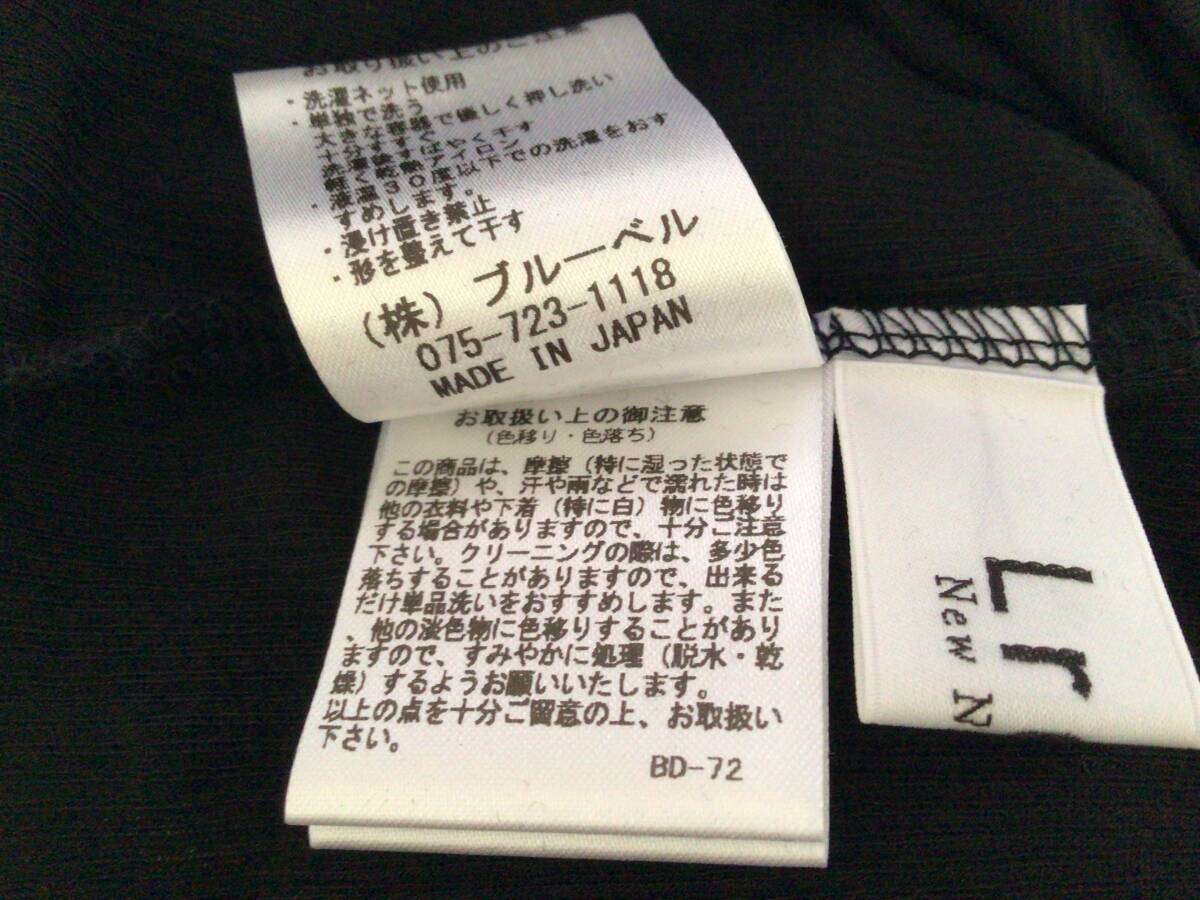 お取り扱い上のご注意
・洗濯ネット使用
・単独で洗う
大きな容器で優しく押し洗い
十分すすぐ
洗濯後すばやく干す
軽く乾熱アイロン
・液温30度以下での洗濯をおす
すめします。
・浸け置き禁止
・形を整えて干す
(株) ブルーベル
075-723-1118
MADE IN JAPAN
お取扱い上の御注意
(色移り・色落ち)
この商品は、摩擦(特に湿った状態で
の摩擦)や、汗や雨などで濡れた時は
他の衣料や下着(特に白)物に色移り
する場合がありますので、十分ご注意
下さい。クリーニングの際は、多少色
落ちすることがありますので、出来る
だけ単品洗いをおすすめします。また
、他の淡色物に色移りすることがあり
ますので、すみやかに処理(脱水・乾
燥)するようお願いいたします。
以上の点を十分ご留意の上、お取扱い
下さい。
BD-72
Lr
New N